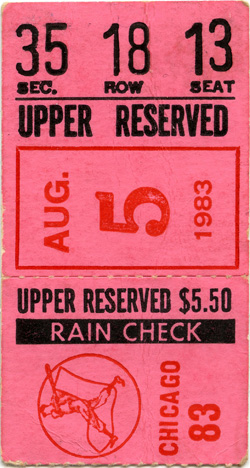 35 18 13
SEC. ROW SEAT
UPPER RESERVED
AUG. 5 1983
UPPER RESERVED $5.50
RAIN CHECK
CHICAGO
83